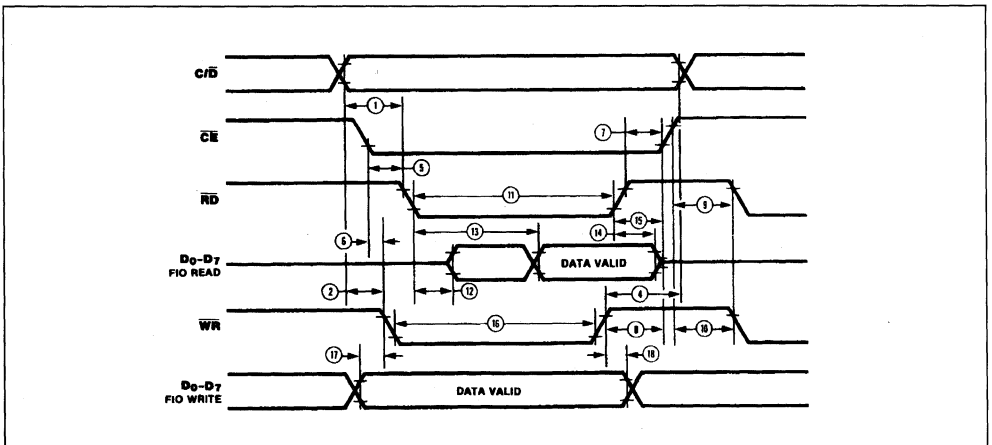 C/D̅
①
C̅E̅
⑦
⑤
R̅D̅
⑪
⑨
⑮
⑥
⑬
⑭
D0-D7
FIO READ
DATA VALID
②
⑫
④
W̅R̅
⑯
⑧
⑯
⑰
⑱
D0-D7
FIO WRITE
DATA VALID